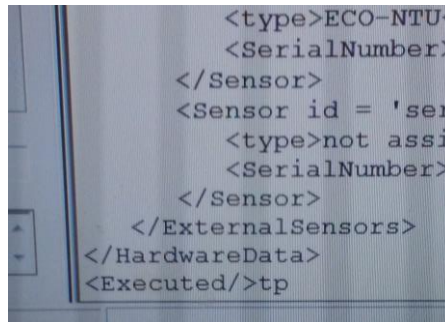 <type>ECO-NTU
<SerialNumber>
</Sensor>
<Sensor id = 'se
<type>not assi
<SerialNumber>
</Sensor>
</ExternalSensors>
</HardwareData>
<Executed/>tp